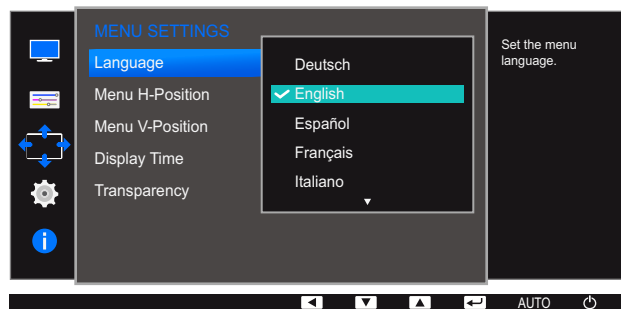 MENU SETTINGS
Language
Menu H-Position
Menu V-Position
Display Time
Transparency
Deutsch
English
Español
Français
Italiano
Set the menu
language.
AUTO